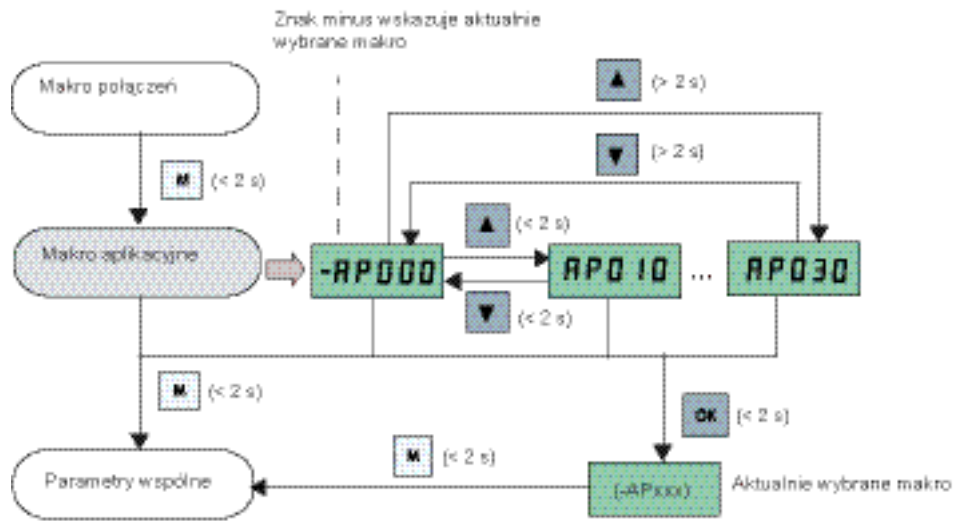 Znak minus wskazuje aktualnie
wybrane makro
Makro połączeń
▲ (> 2 s)
▼ (> 2 s)
M (< 2 s)
▲ (< 2 s)
Makro aplikacyjne
-AP000
AP010 ... AP030
▼ (< 2 s)
M (< 2 s)
OK (< 2 s)
M (< 2 s)
Parametry wspólne
(-APxxx)
Aktualnie wybrane makro